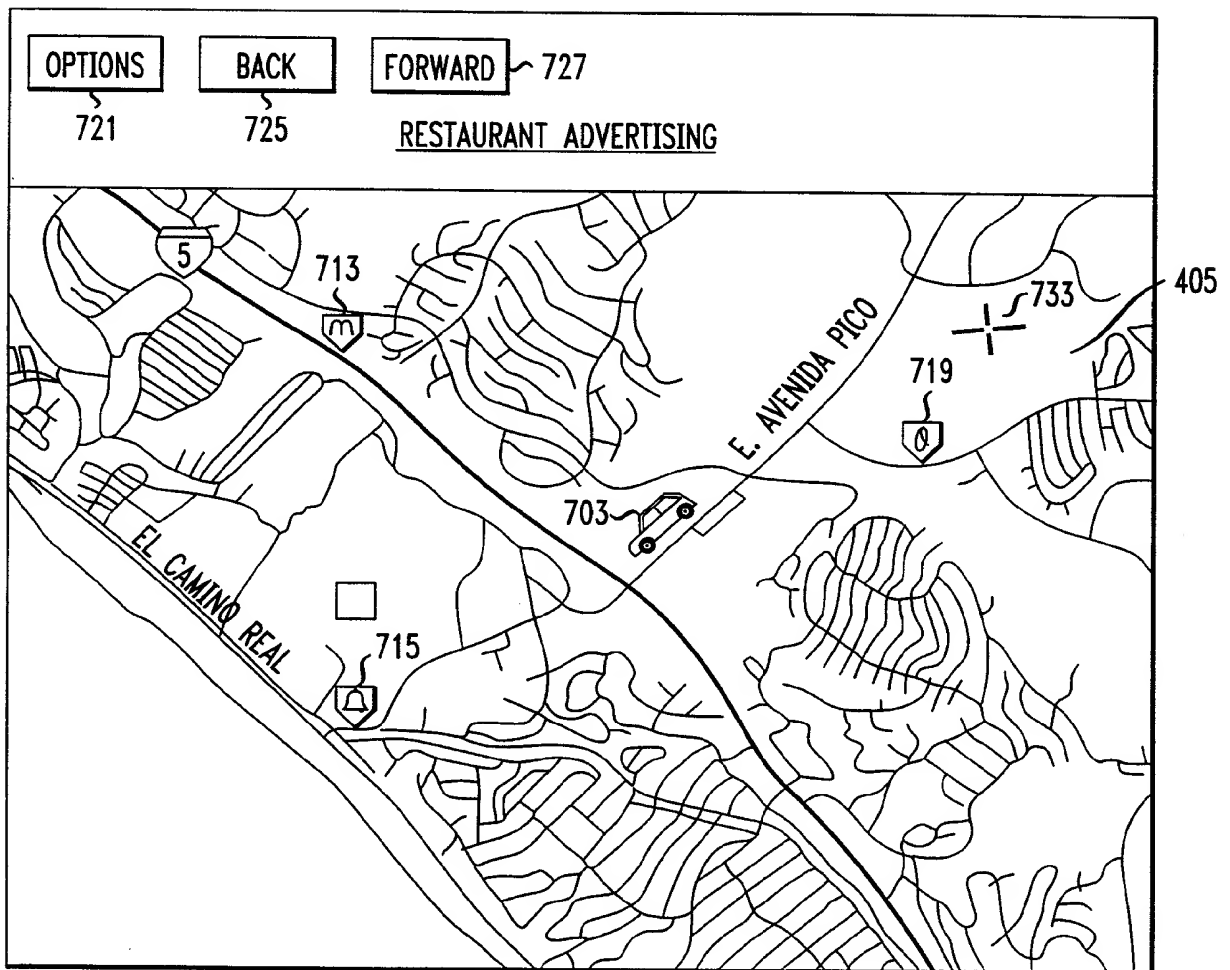 OPTIONS
BACK
FORWARD
727
721
725
RESTAURANT ADVERTISING
5
713
m
733
405
E. AVENIDA PICO
719
703
EL CAMINO REAL
715